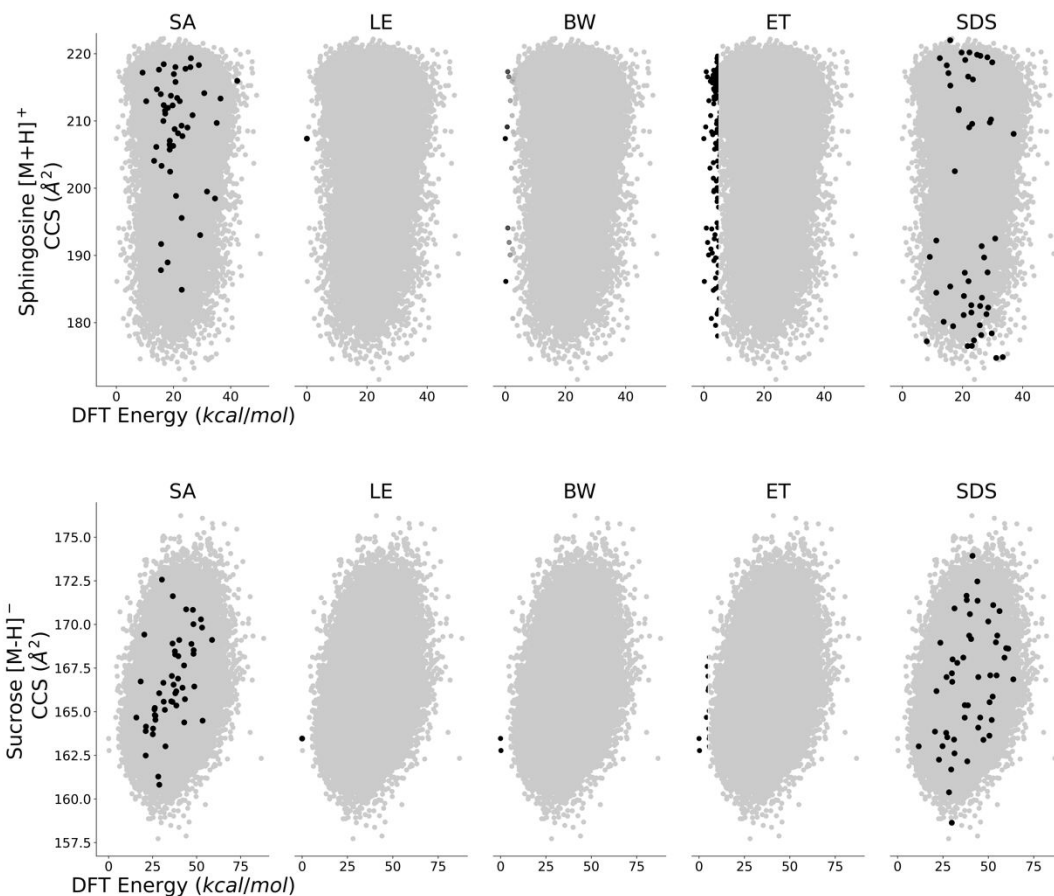 SA LE BW ET SDS
220
210
200
190
180
Sphingosine [M+H]⁺
CCS (Å²)
0 20 40 0 20 40 0 20 40 0 20 40 0 20 40
DFT Energy (kcal/mol)
SA LE BW ET SDS
175.0
172.5
170.0
167.5
165.0
162.5
160.0
157.5
Sucrose [M-H]⁻
CCS (Å²)
0 25 50 75 0 25 50 75 0 25 50 75 0 25 50 75 0 25 50 75
DFT Energy (kcal/mol)